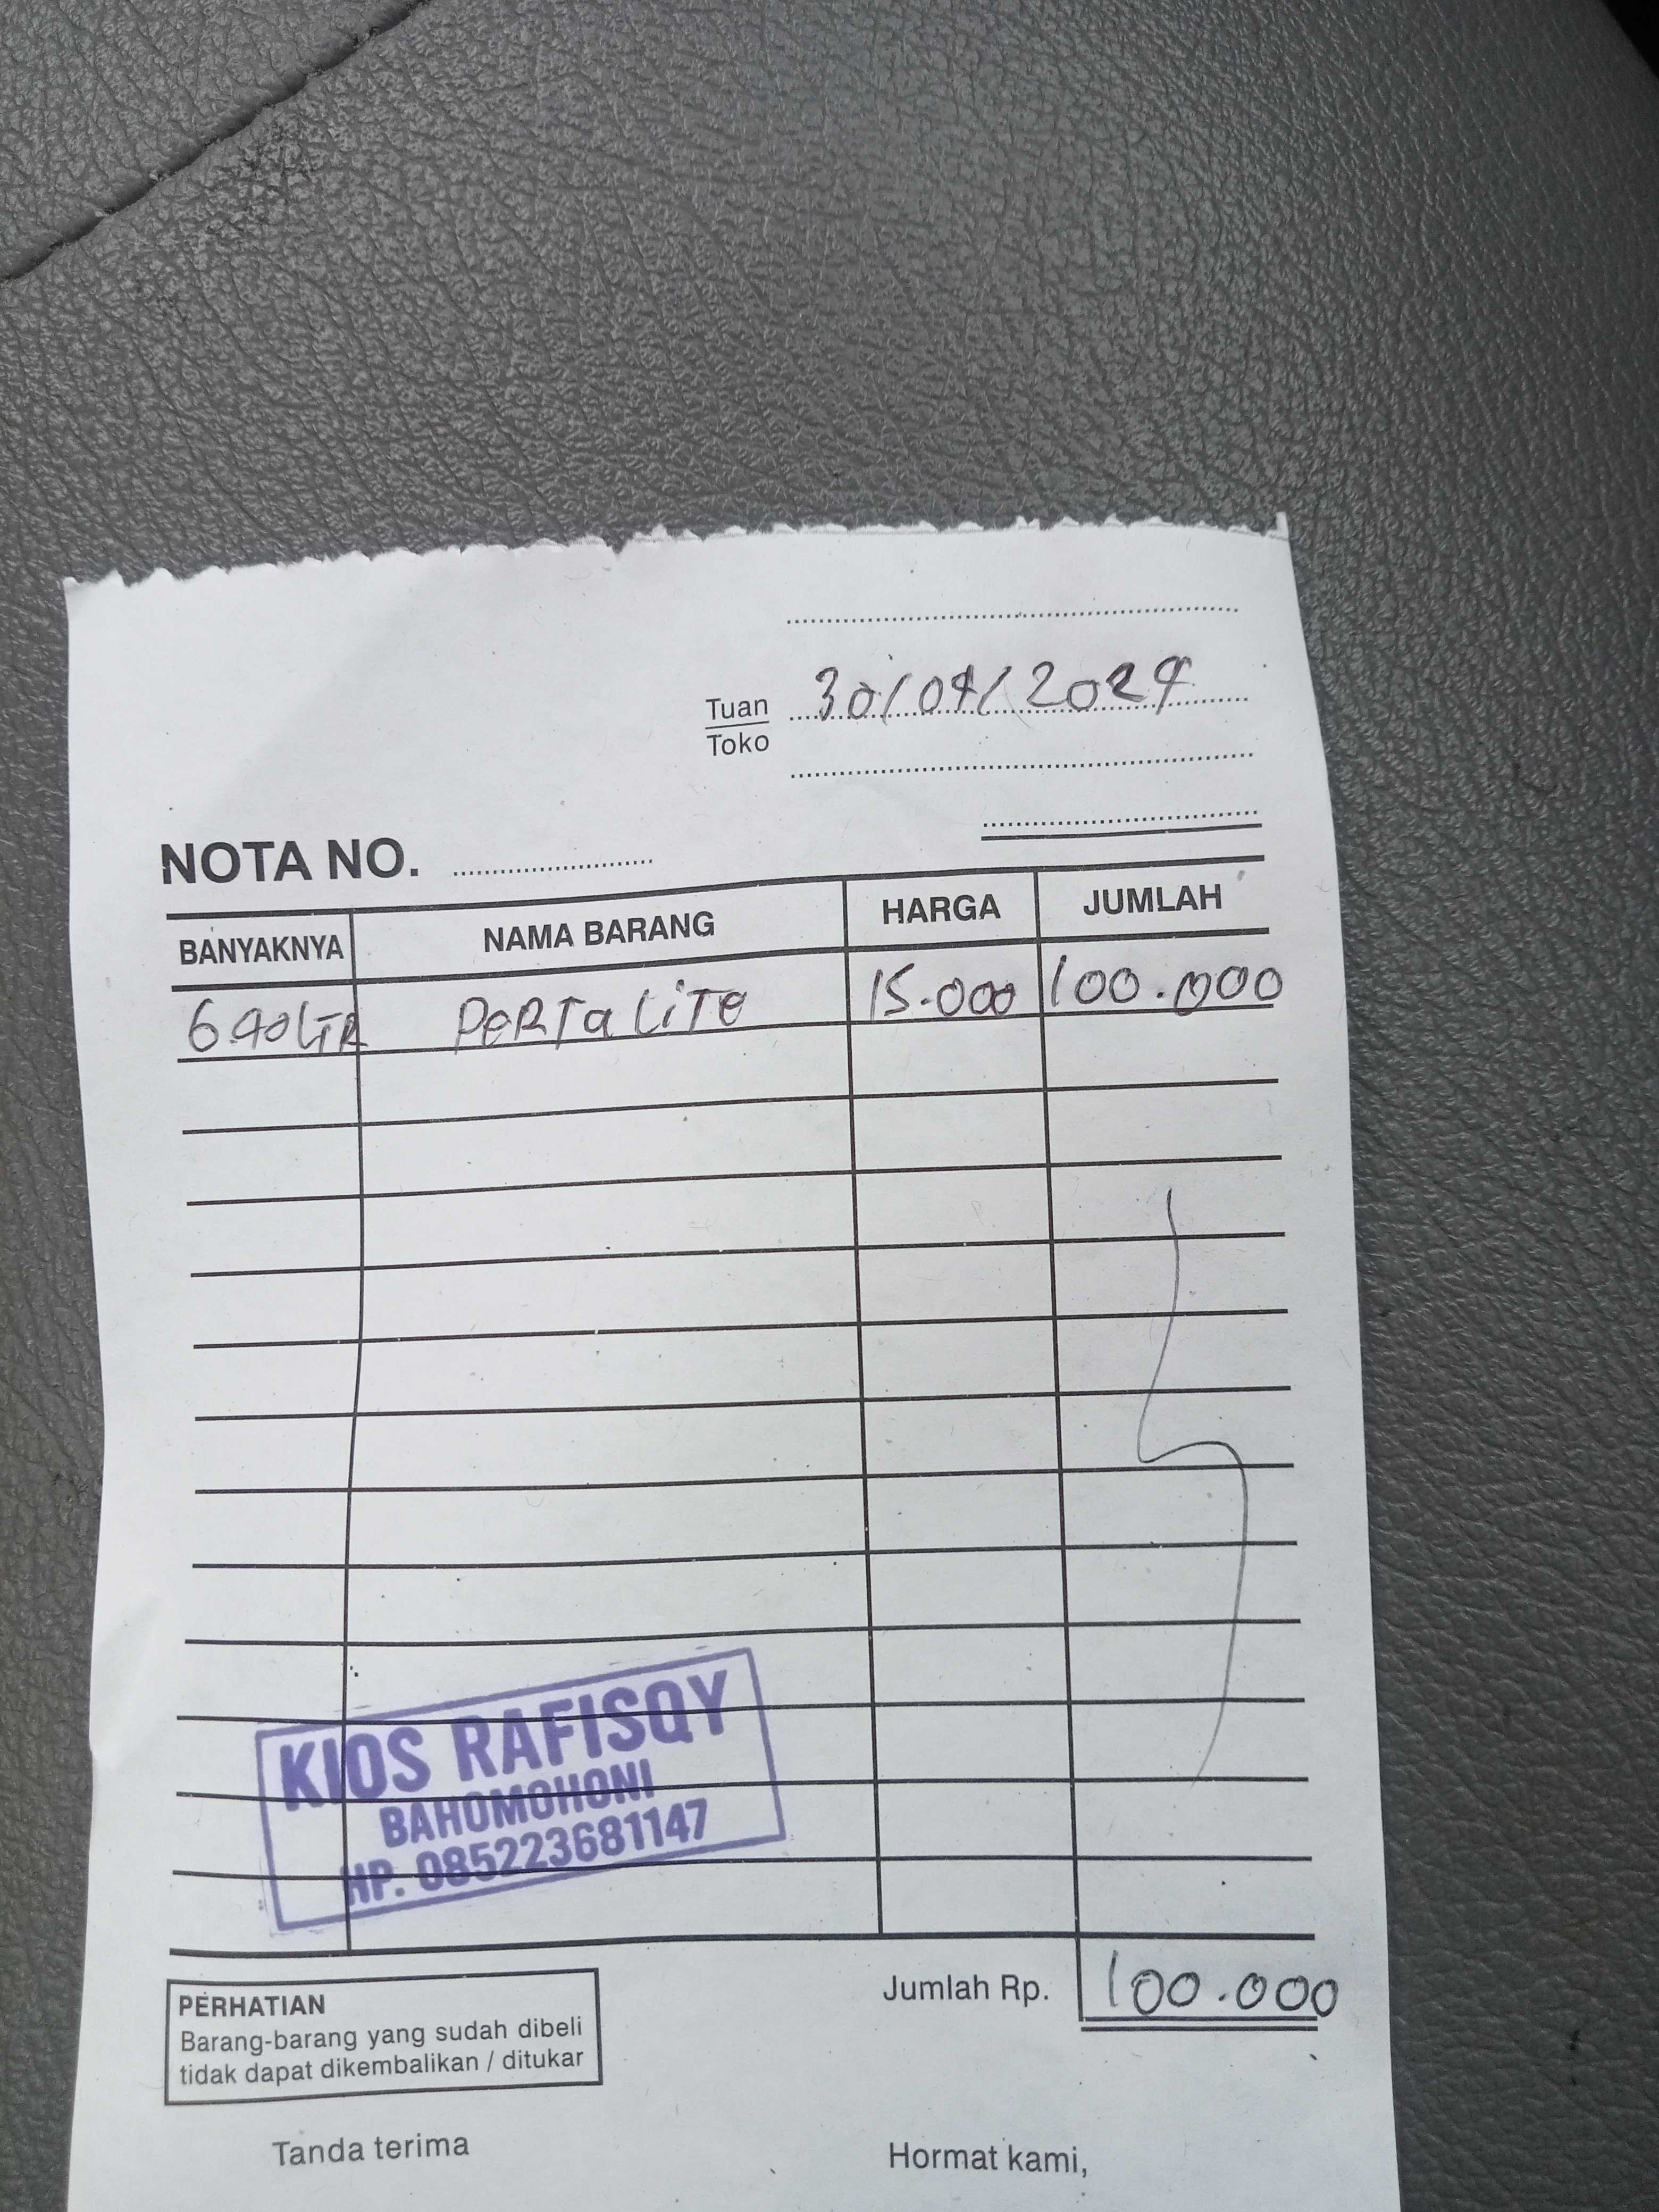 30/04/2024
Tuan
Toko
NOTA NO.
BANYAKNYA NAMA BARANG HARGA JUMLAH
6.40 LTR PERTALITE 15.000 100.000
KIOS RAFISQY
BAHOMOHONI
HP. 085223681147
Jumlah Rp. 100.000
PERHATIAN
Barang-barang yang sudah dibeli
tidak dapat dikembalikan / ditukar
Tanda terima Hormat kami,